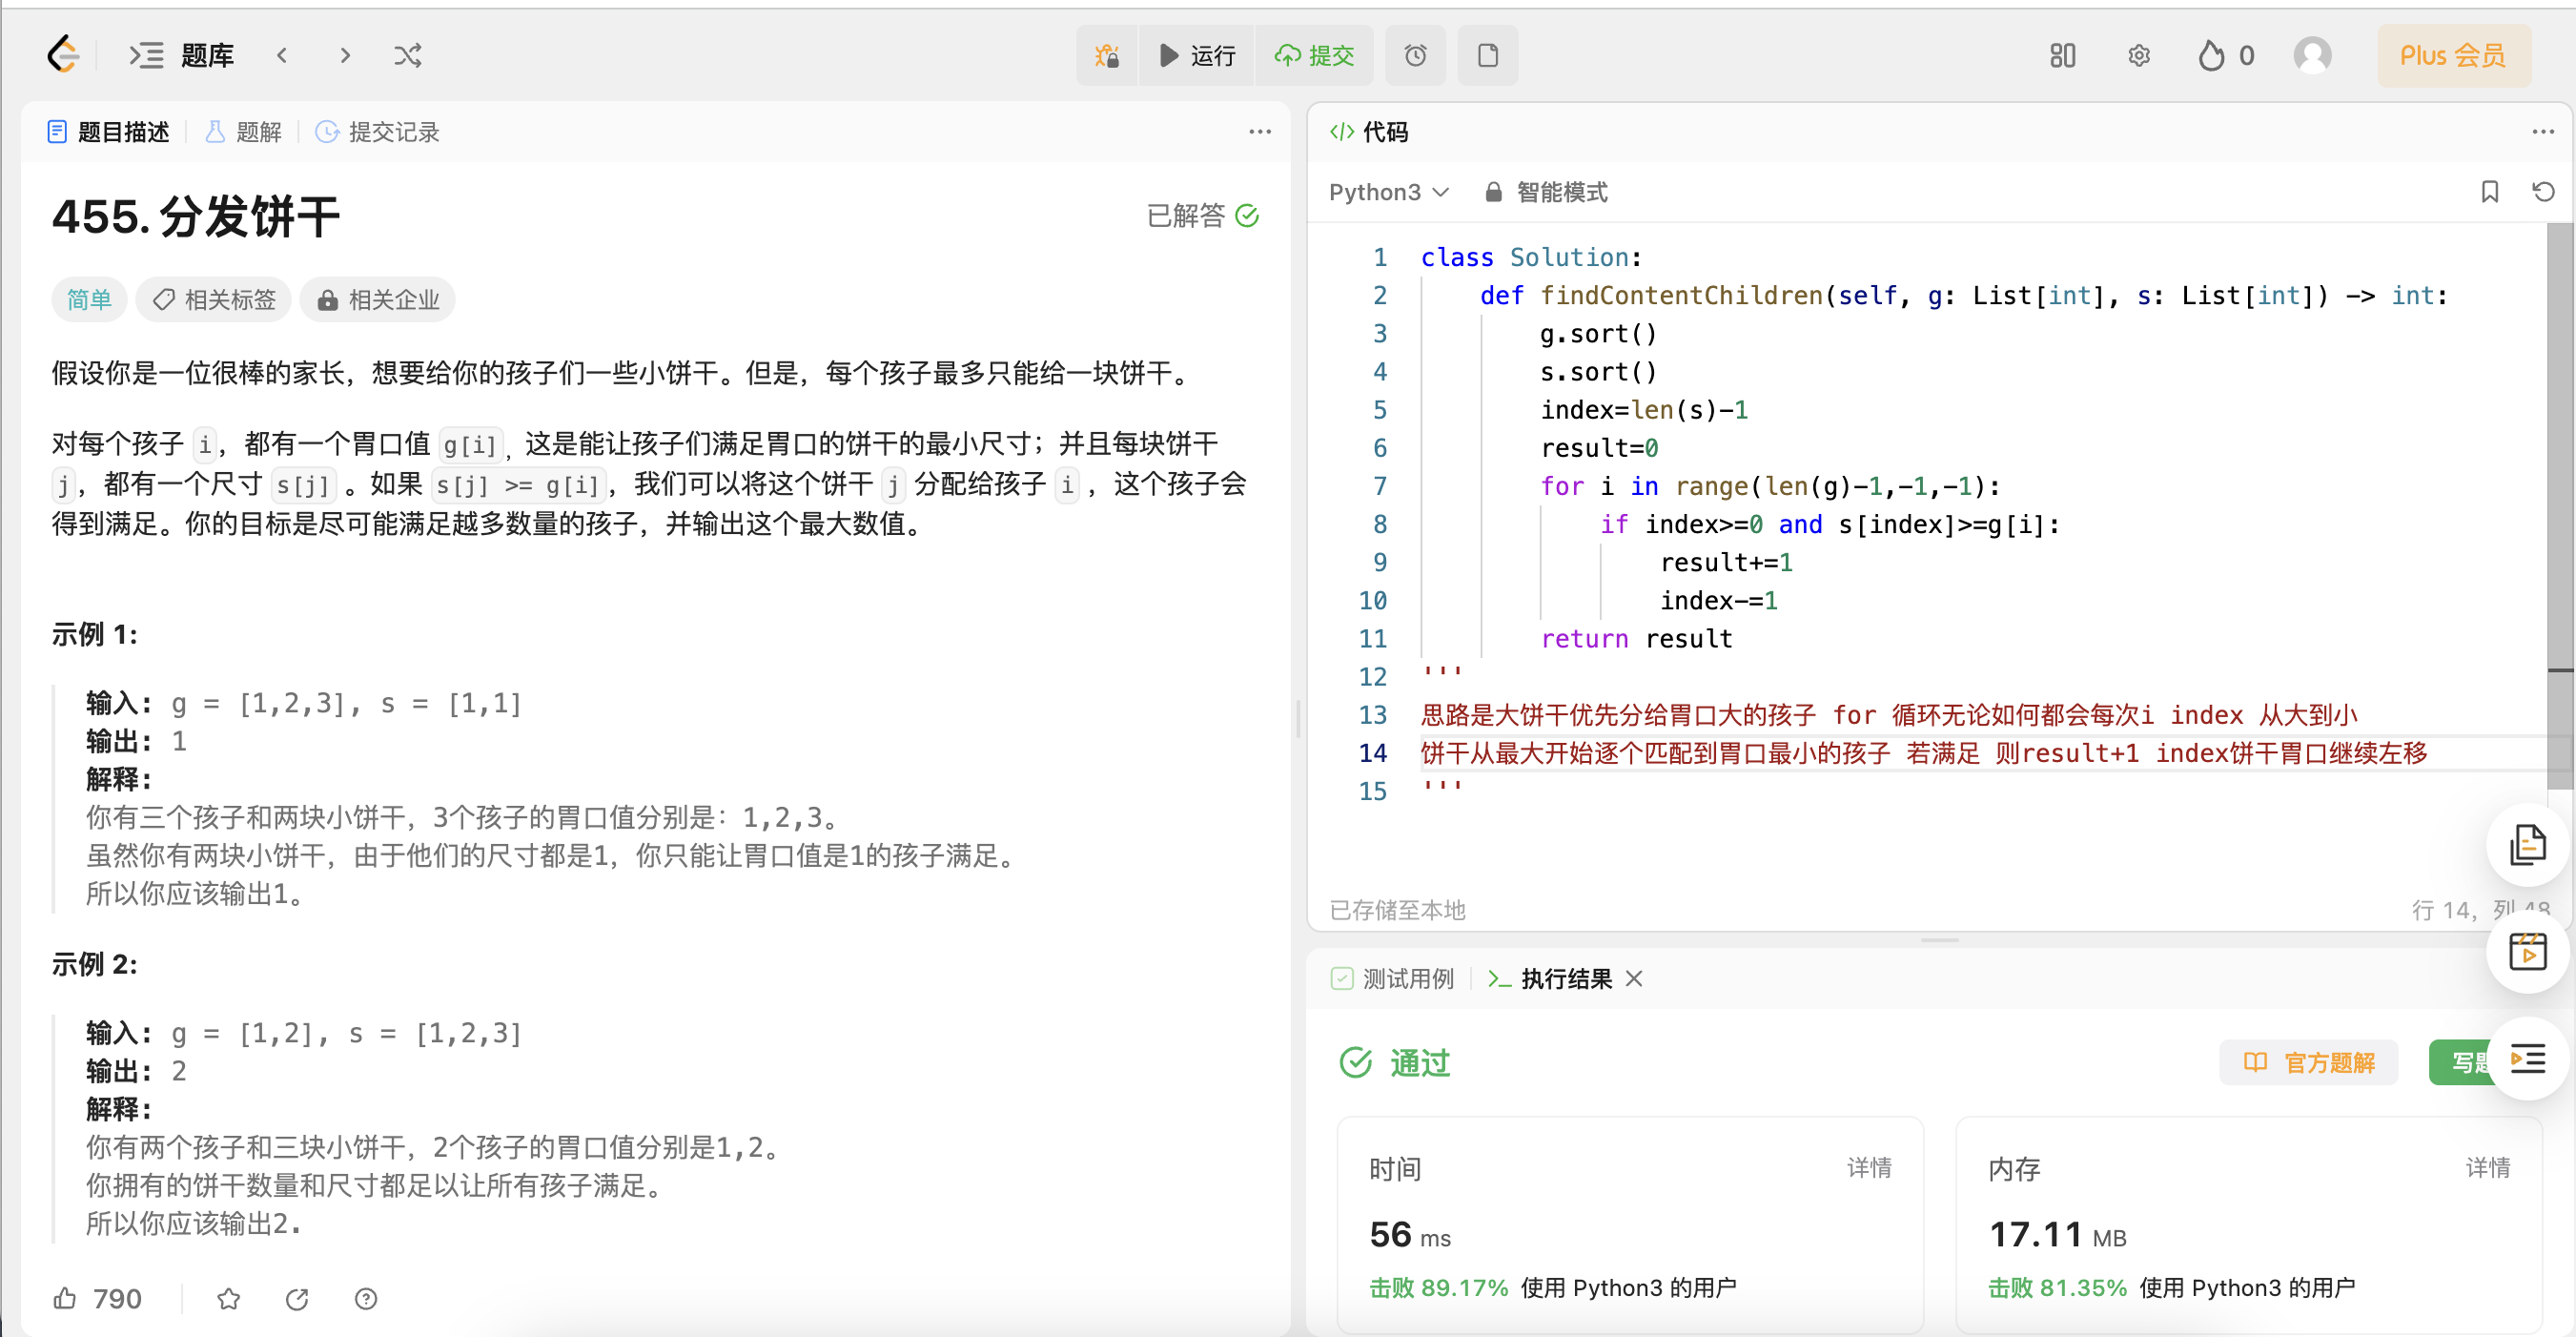 题库
运行
提交
0
Plus 会员
题目描述
题解
提交记录
455. 分发饼干
已解答
简单
相关标签
相关企业
假设你是一位很棒的家长，想要给你的孩子们一些小饼干。但是，每个孩子最多只能给一块饼干。
对每个孩子 i，都有一个胃口值 g[i]，这是能让孩子们满足胃口的饼干的最小尺寸；并且每块饼干
j，都有一个尺寸 s[j] 。如果 s[j] >= g[i]，我们可以将这个饼干 j 分配给孩子 i ，这个孩子会
得到满足。你的目标是尽可能满足越多数量的孩子，并输出这个最大数值。
示例 1:
输入: g = [1,2,3], s = [1,1]
输出: 1
解释:
你有三个孩子和两块小饼干，3个孩子的胃口值分别是：1,2,3。
虽然你有两块小饼干，由于他们的尺寸都是1，你只能让胃口值是1的孩子满足。
所以你应该输出1。
示例 2:
输入: g = [1,2], s = [1,2,3]
输出: 2
解释:
你有两个孩子和三块小饼干，2个孩子的胃口值分别是1,2。
你拥有的饼干数量和尺寸都足以让所有孩子满足。
所以你应该输出2.
790
代码
Python3
智能模式
1 class Solution:
2 def findContentChildren(self, g: List[int], s: List[int]) -> int:
3 g.sort()
4 s.sort()
5 index=len(s)-1
6 result=0
7 for i in range(len(g)-1,-1,-1):
8 if index>=0 and s[index]>=g[i]:
9 result+=1
10 index-=1
11 return result
12 '''
13 思路是大饼干优先分给胃口大的孩子 for 循环无论如何都会每次i index 从大到小
14 饼干从最大开始逐个匹配到胃口最小的孩子 若满足 则result+1 index饼干胃口继续左移
15 '''
已存储至本地
行 14，列 48
测试用例
执行结果
通过
官方题解
写题
时间
详情
56 ms
击败 89.17% 使用 Python3 的用户
内存
详情
17.11 MB
击败 81.35% 使用 Python3 的用户